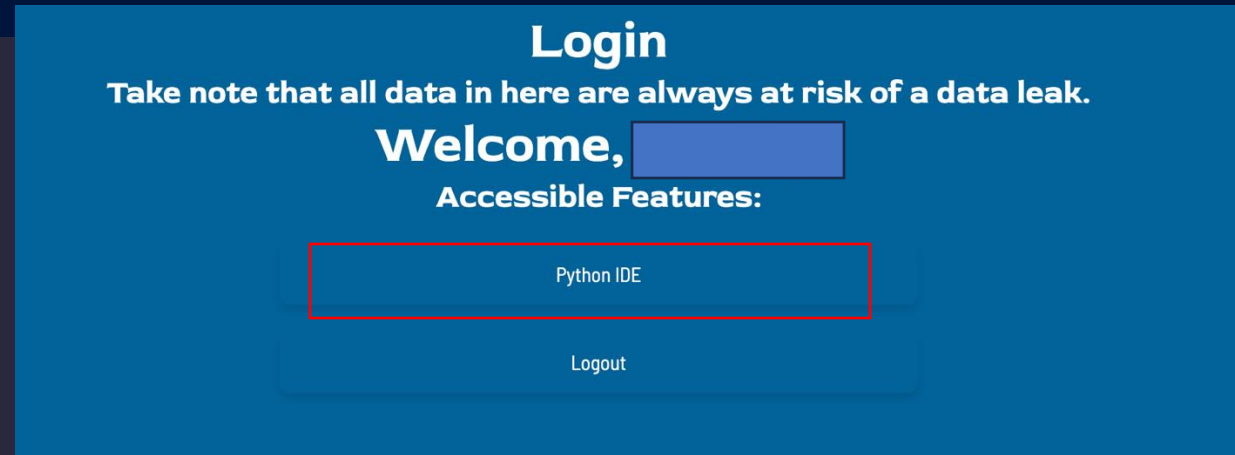 Login
Take note that all data in here are always at risk of a data leak.
Welcome,
Accessible Features:
Python IDE
Logout